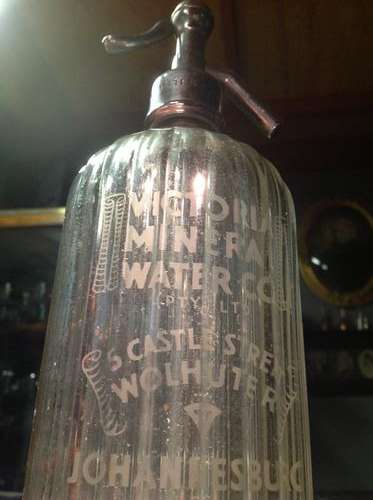 VICTORIA
MINERAL
WATER CO.
(PTY) LTD
5 CASTLE STREET
WOLHUTER
JOHANNESBURG